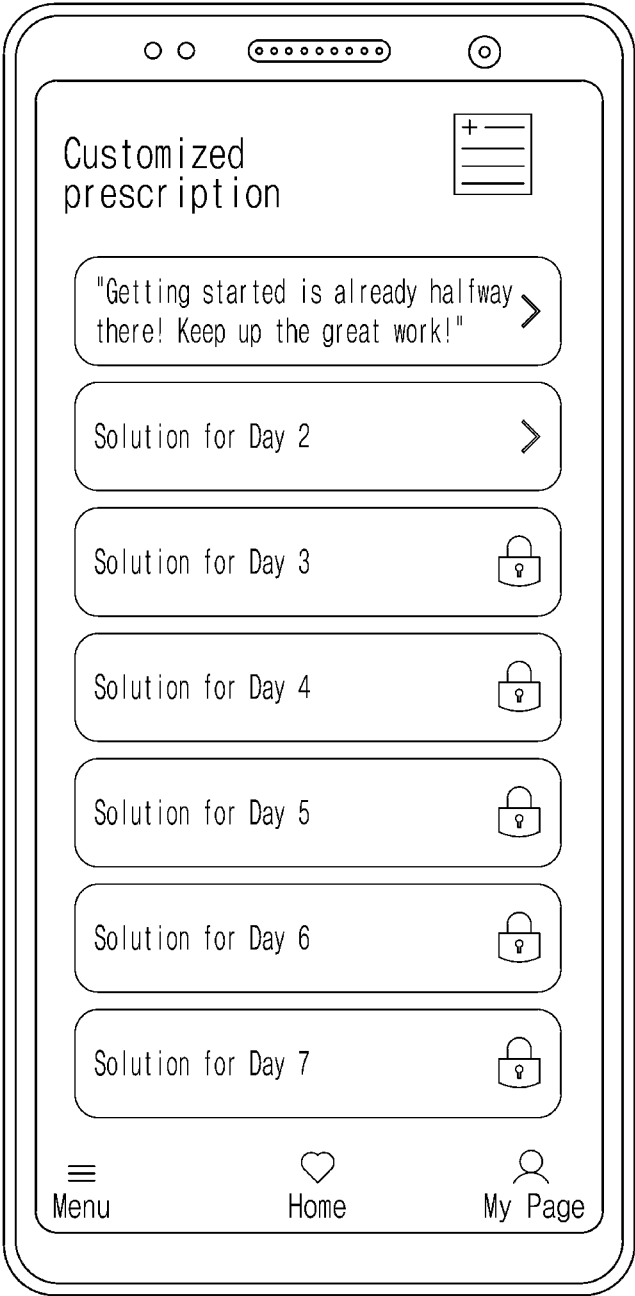 Customized
prescription
"Getting started is already halfway
there! Keep up the great work!"
Solution for Day 2
Solution for Day 3
Solution for Day 4
Solution for Day 5
Solution for Day 6
Solution for Day 7
Menu
Home
My Page